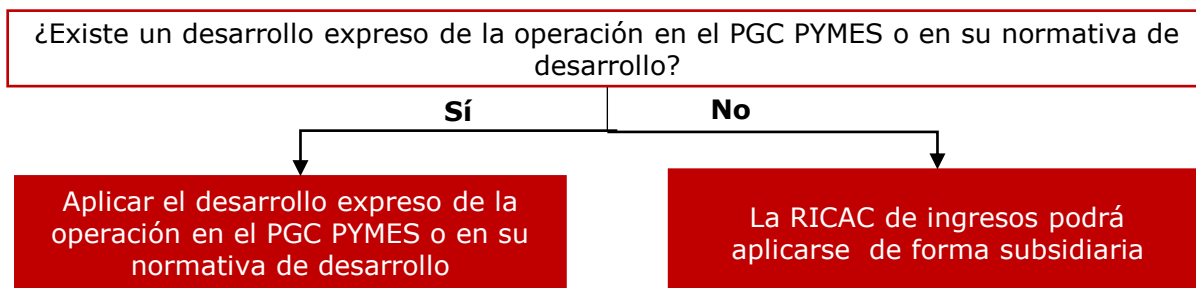 ¿Existe un desarrollo expreso de la operación en el PGC PYMES o en su normativa de
desarrollo?
Sí
No
Aplicar el desarrollo expreso de la
operación en el PGC PYMES o en su
normativa de desarrollo
La RICAC de ingresos podrá
aplicarse de forma subsidiaria